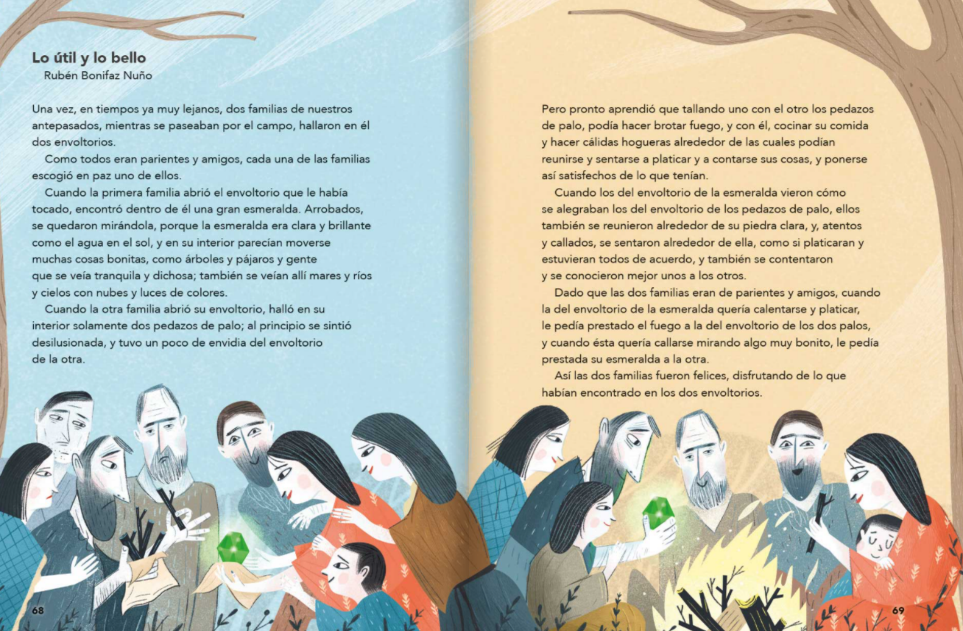 Lo útil y lo bello
Rubén Bonifaz Nuño
Una vez, en tiempos ya muy lejanos, dos familias de nuestros
antepasados, mientras se paseaban por el campo, hallaron en él
dos envoltorios.
Como todos eran parientes y amigos, cada una de las familias
escogió en paz uno de ellos.
Cuando la primera familia abrió el envoltorio que le había
tocado, encontró dentro de él una gran esmeralda. Arrobados,
se quedaron mirándola, porque la esmeralda era clara y brillante
como el agua en el sol, y en su interior parecían moverse
muchas cosas bonitas, como árboles y pájaros y gente
que se veía tranquila y dichosa; también se veían allí mares y ríos
y cielos con nubes y luces de colores.
Cuando la otra familia abrió su envoltorio, halló en su
interior solamente dos pedazos de palo; al principio se sintió
desilusionada, y tuvo un poco de envidia del envoltorio
de la otra.
68
Pero pronto aprendió que tallando uno con el otro los pedazos
de palo, podía hacer brotar fuego, y con él, cocinar su comida
y hacer cálidas hogueras alrededor de las cuales podían
reunirse y sentarse a platicar y a contarse sus cosas, y ponerse
así satisfechos de lo que tenían.
Cuando los del envoltorio de la esmeralda vieron cómo
se alegraban los del envoltorio de los pedazos de palo, ellos
también se reunieron alrededor de su piedra clara, y, atentos
y callados, se sentaron alrededor de ella, como si platicaran y
estuvieran todos de acuerdo, y también se contentaron
y se conocieron mejor unos a los otros.
Dado que las dos familias eran de parientes y amigos, cuando
la del envoltorio de la esmeralda quería calentarse y platicar,
le pedía prestado el fuego a la del envoltorio de los dos palos,
y cuando ésta quería callarse mirando algo muy bonito, le pedía
prestada su esmeralda a la otra.
Así las dos familias fueron felices, disfrutando de lo que
habían encontrado en los dos envoltorios.
69